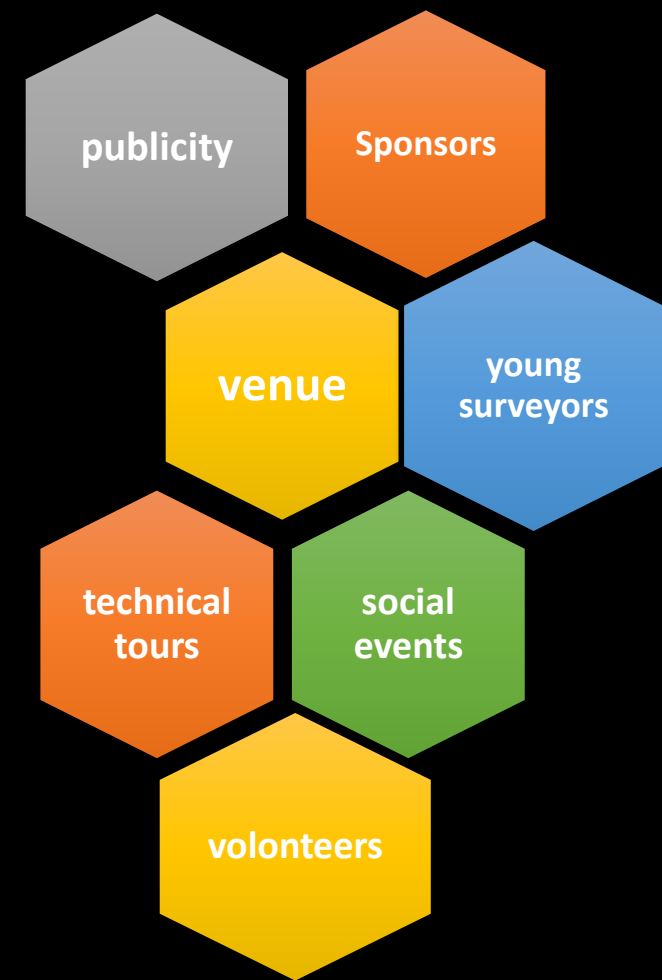 publicity
Sponsors
venue
young
surveyors
technical
tours
social
events
volonteers